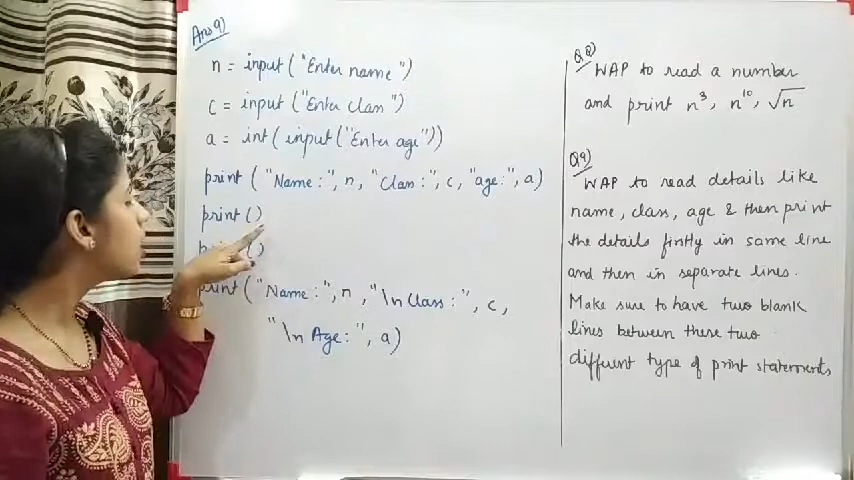 Ans 9)
n = input ("Enter name")
c = input ("Enter class")
a = int (input ("Enter age"))
print ("Name:", n, "Class:", c, "age:", a)
print ()
print ()
print ("Name:", n, "\n Class:", c,
"\n Age:", a)
Q8)
WAP to read a number
and print n³, n¹⁰, √n
Q9)
WAP to read details like
name, class, age & then print
the details firstly in same line
and then in separate lines.
Make sure to have two blank
lines between these two
different type of print statements